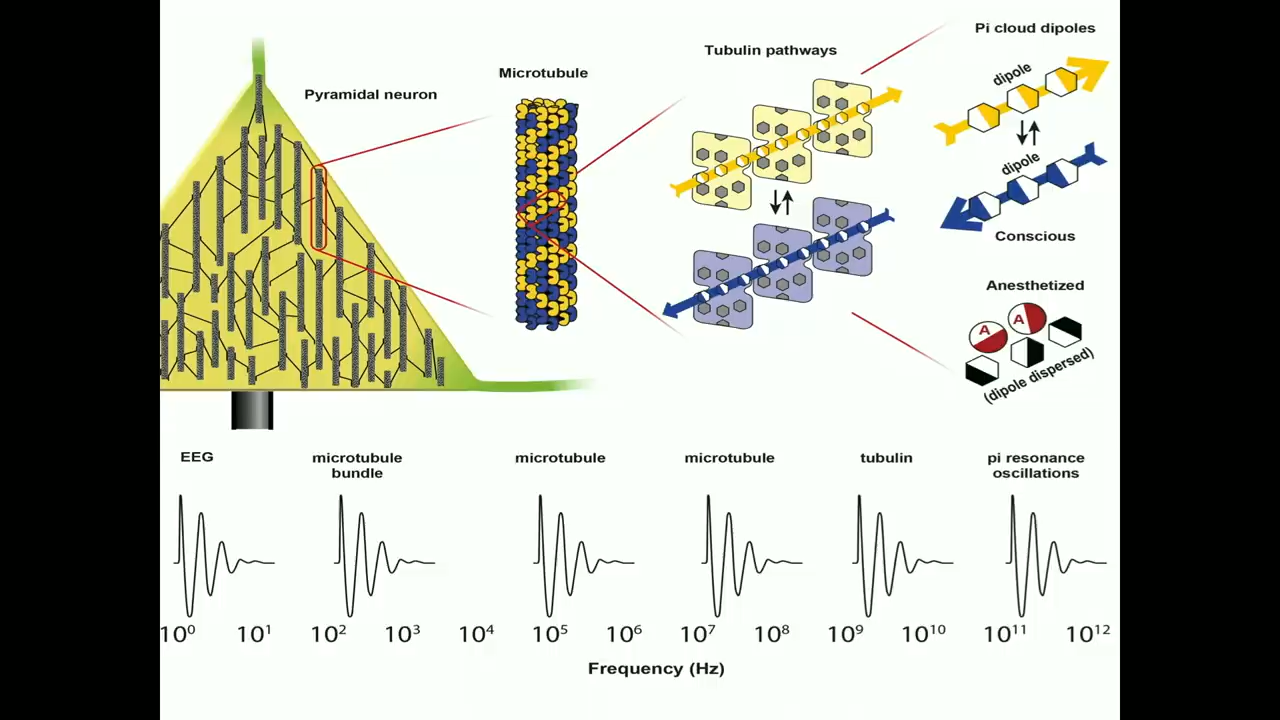 Pi cloud dipoles
Tubulin pathways
Microtubule
Pyramidal neuron
dipole
dipole
Conscious
Anesthetized
A
A
(dipole dispersed)
EEG
microtubule
bundle
microtubule
microtubule
tubulin
pi resonance
oscillations
10⁰ 10¹ 10² 10³ 10⁴ 10⁵ 10⁶ 10⁷ 10⁸ 10⁹ 10¹⁰ 10¹¹ 10¹²
Frequency (Hz)